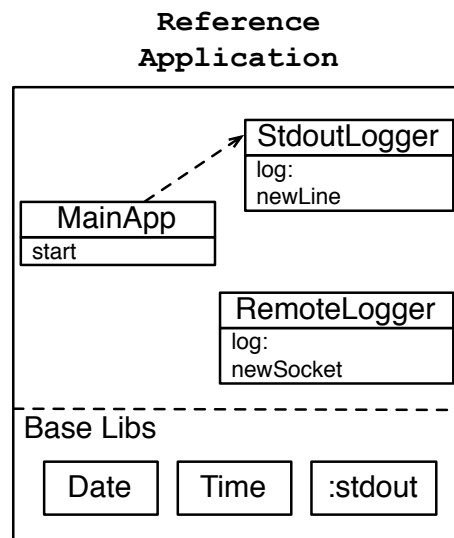 Reference
Application
StdoutLogger
log:
newLine
MainApp
start
RemoteLogger
log:
newSocket
Base Libs
Date
Time
:stdout